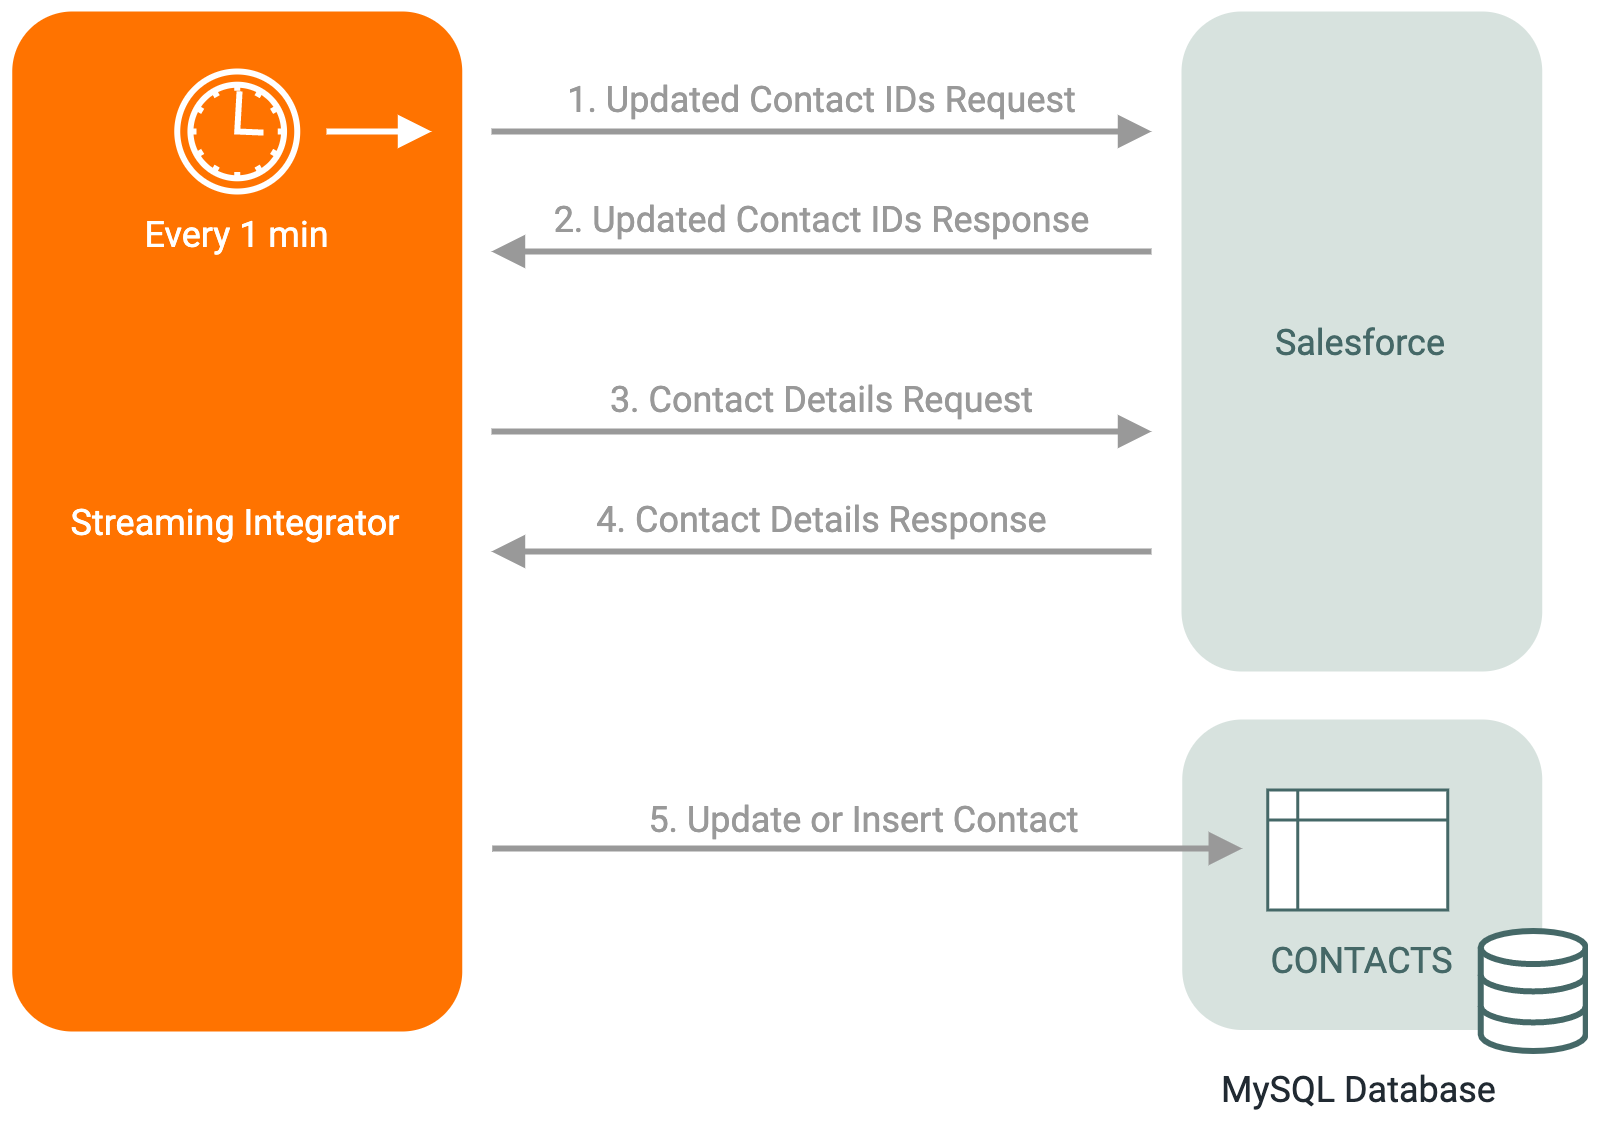 1. Updated Contact IDs Request
Every 1 min
2. Updated Contact IDs Response
Salesforce
3. Contact Details Request
Streaming Integrator
4. Contact Details Response
5. Update or Insert Contact
CONTACTS
MySQL Database